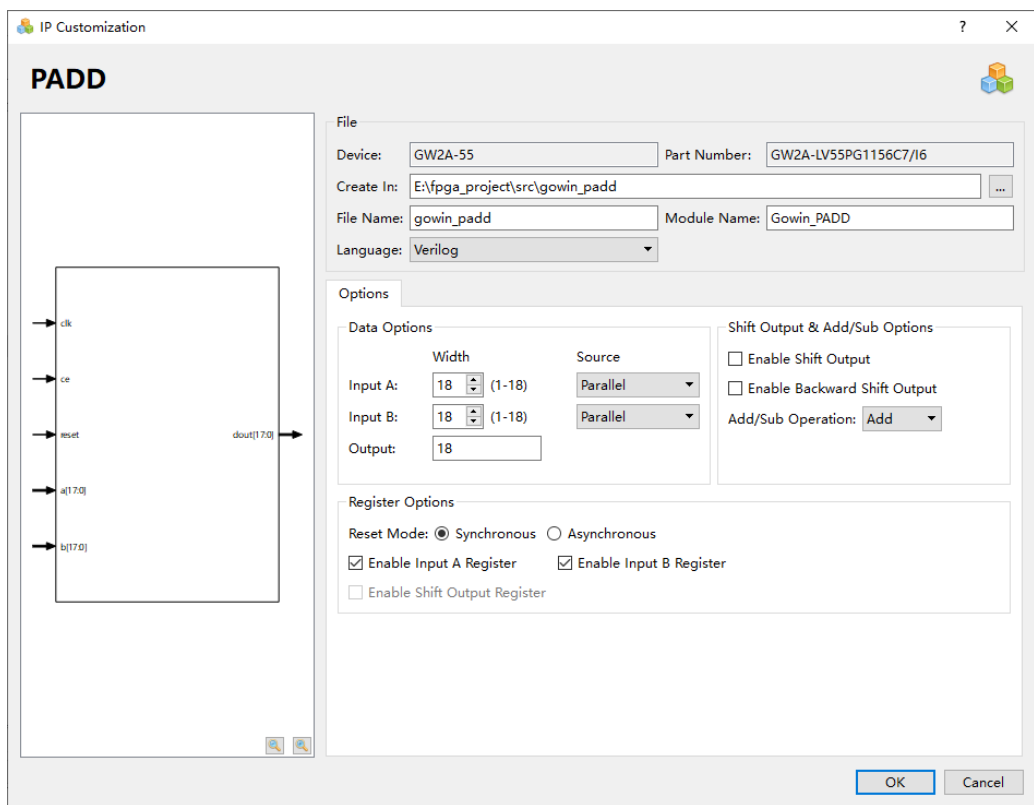 IP Customization
PADD
File
Device: GW2A-55 Part Number: GW2A-LV55PG1156C7/I6
Create In: E:\fpga_project\src\gowin_padd ...
File Name: gowin_padd Module Name: Gowin_PADD
Language: Verilog
Options
Data Options
Width Source
Input A: 18 (1-18) Parallel
Input B: 18 (1-18) Parallel
Output: 18
Shift Output & Add/Sub Options
Enable Shift Output
Enable Backward Shift Output
Add/Sub Operation: Add
Register Options
Reset Mode: Synchronous Asynchronous
Enable Input A Register Enable Input B Register
Enable Shift Output Register
clk
ce
reset dout[17:0]
a[17:0]
b[17:0]
OK Cancel